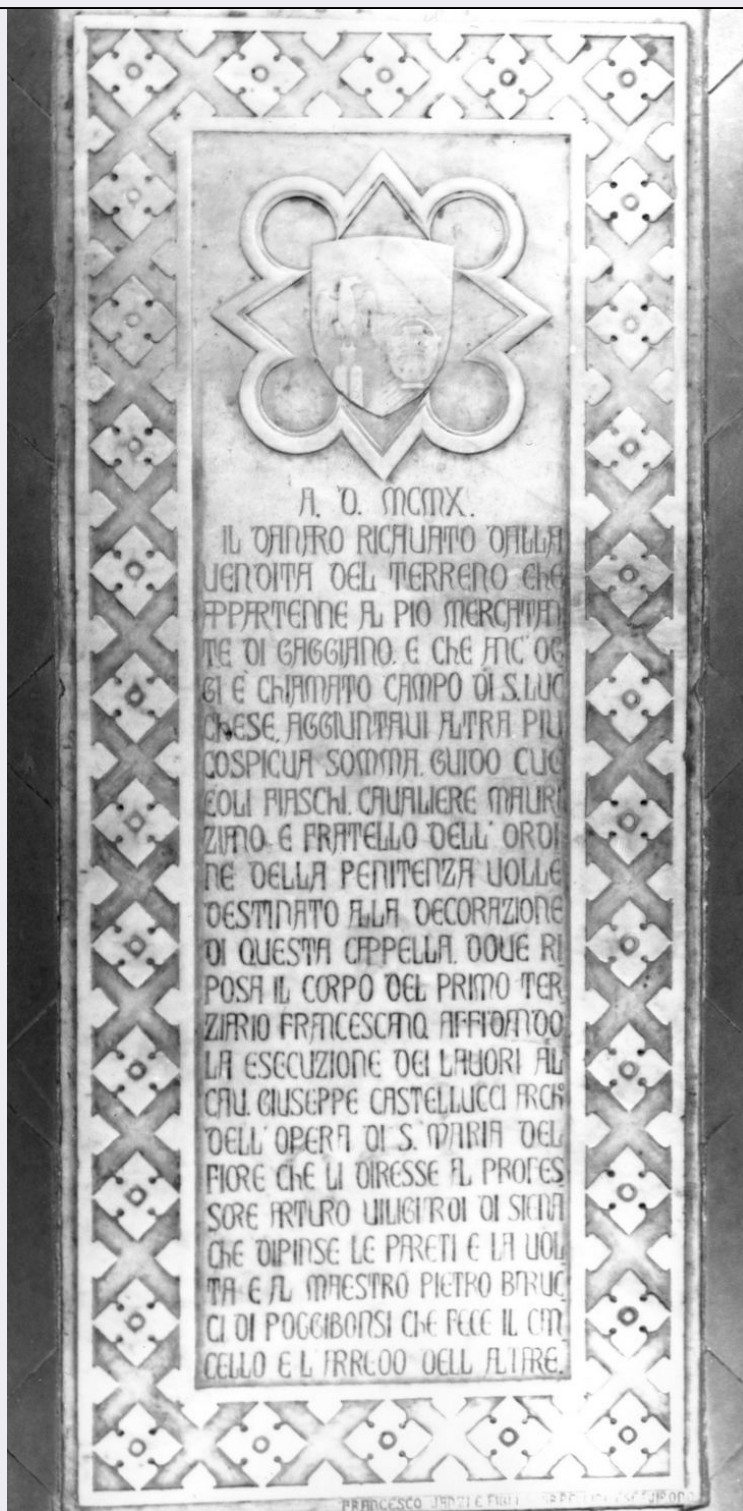 A. D. MCMX.
IL DANARO RICAVATO DALLA
VENDITA DEL TERRENO CHE
APPARTENNE AL PIO MERCATAN
TE DI GAGGIANO. E CHE ANC' OG
GI È CHIAMATO CAMPO DI S. LUC
CHESE, AGGIUNTAVI ALTRA PIU
COSPICUA SOMMA. GUIDO
FIASCHI. CAVALIERE MAURI
ZIANO. E FRATELLO DELL' ORDI
NE DELLA PENITENZA VOLLE
DESTINATO ALLA DECORAZIONE
DI QUESTA CAPPELLA. DOVE RI
POSA IL CORPO DEL PRIMO TER
ZIARIO FRANCESCANO. AFFIDANDO
LA ESECUZIONE DEI LAVORI AL
CAV. GIUSEPPE CASTELLUCCI ARCH.
DELL' OPERA DI S. MARIA DEL
FIORE CHE LI DIRESSE AL PROFES
SORE ARTURO VILIGIARDI DI SIENA
CHE DIPINSE LE PARETI E LA VOL
TA E AL MAESTRO PIETRO BARUC
CI DI POGGIBONSI CHE FECE IL CAN
CELLO E L'ARREDO DELL ALTARE.
FRANCESCO E FIGLI